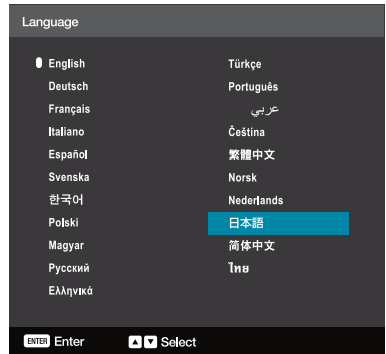 Language
English
Deutsch
Français
Italiano
Español
Svenska
한국어
Polski
Magyar
Русский
Ελληνικά
Türkçe
Português
عربي
Čeština
繁體中文
Norsk
Nederlands
日本語
简体中文
ไทย
ENTER Enter
Select